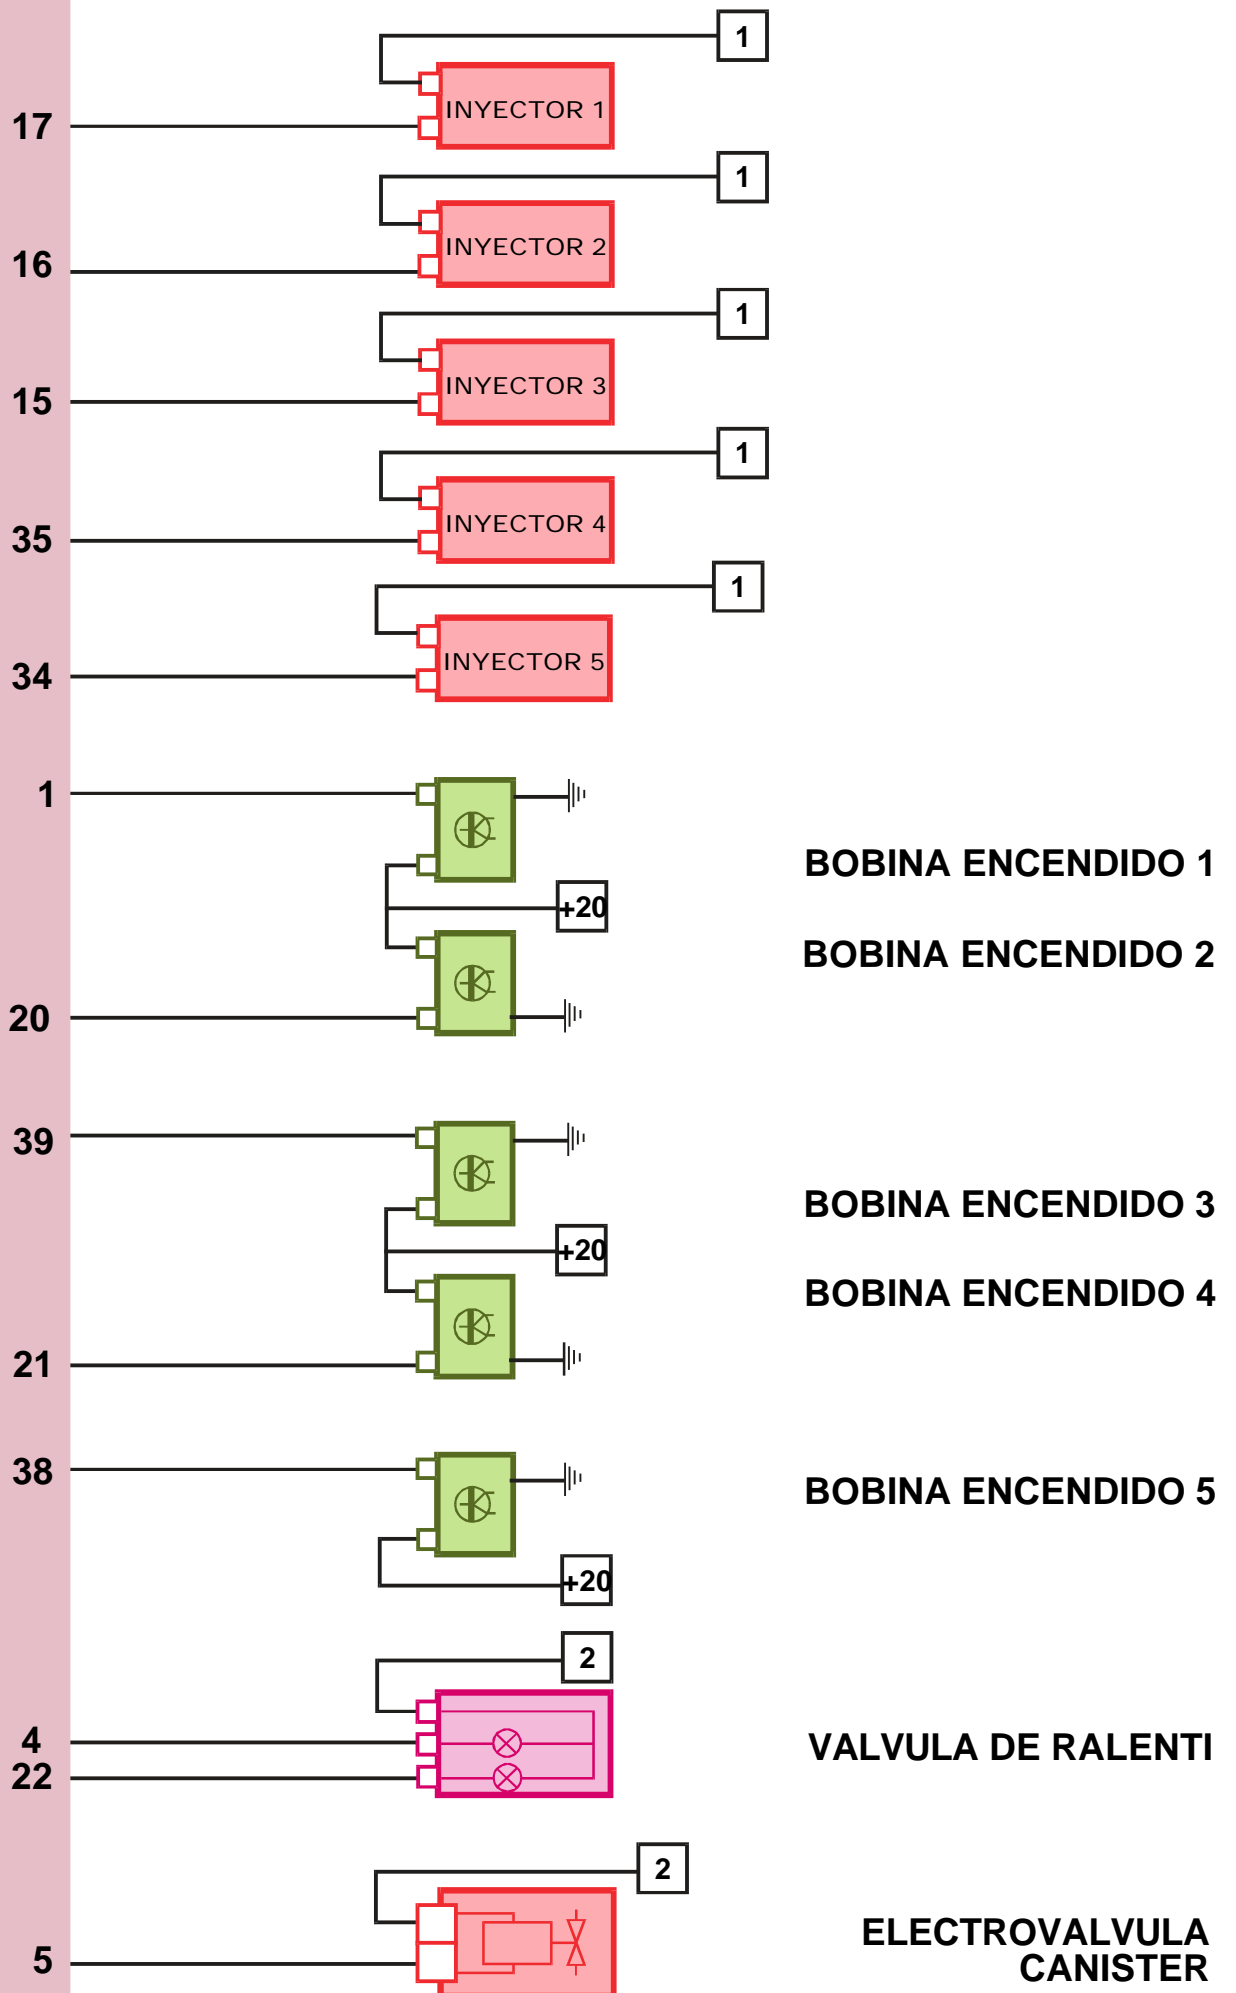 1
INYECTOR 1
17
1
INYECTOR 2
16
1
INYECTOR 3
15
1
INYECTOR 4
35
1
INYECTOR 5
34
1
BOBINA ENCENDIDO 1
+20
BOBINA ENCENDIDO 2
20
39
BOBINA ENCENDIDO 3
+20
BOBINA ENCENDIDO 4
21
38
BOBINA ENCENDIDO 5
+20
2
4
VALVULA DE RALENTI
22
2
ELECTROVALVULA
5
CANISTER